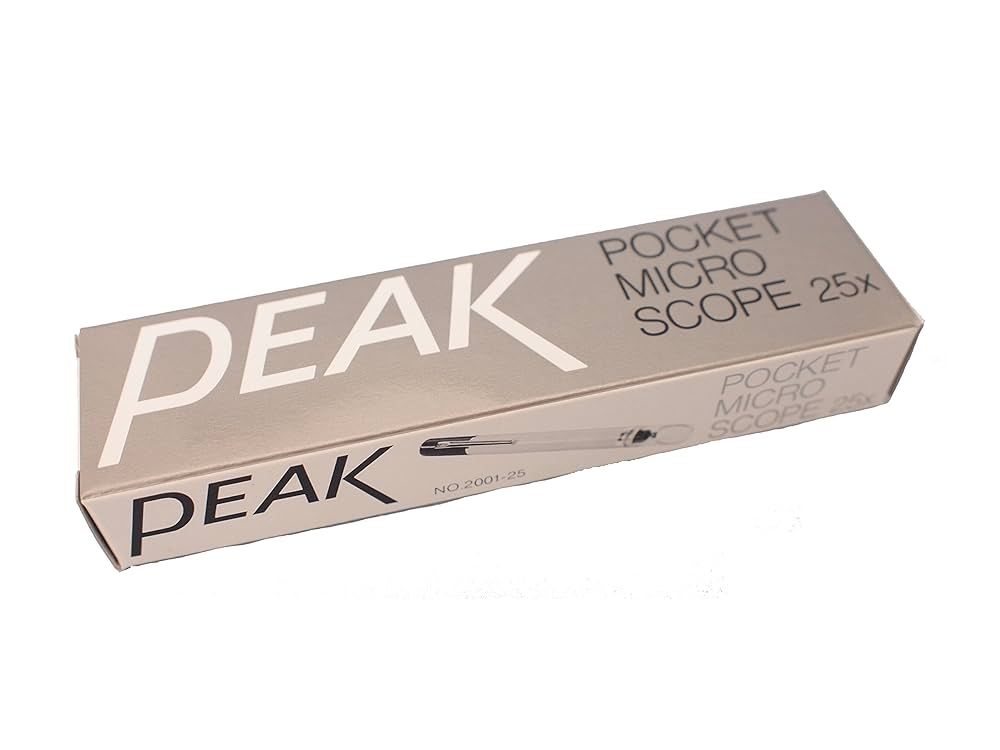 PEAK
POCKET
MICRO
SCOPE 25x
PEAK
NO.2001-25
POCKET
MICRO
SCOPE 25x